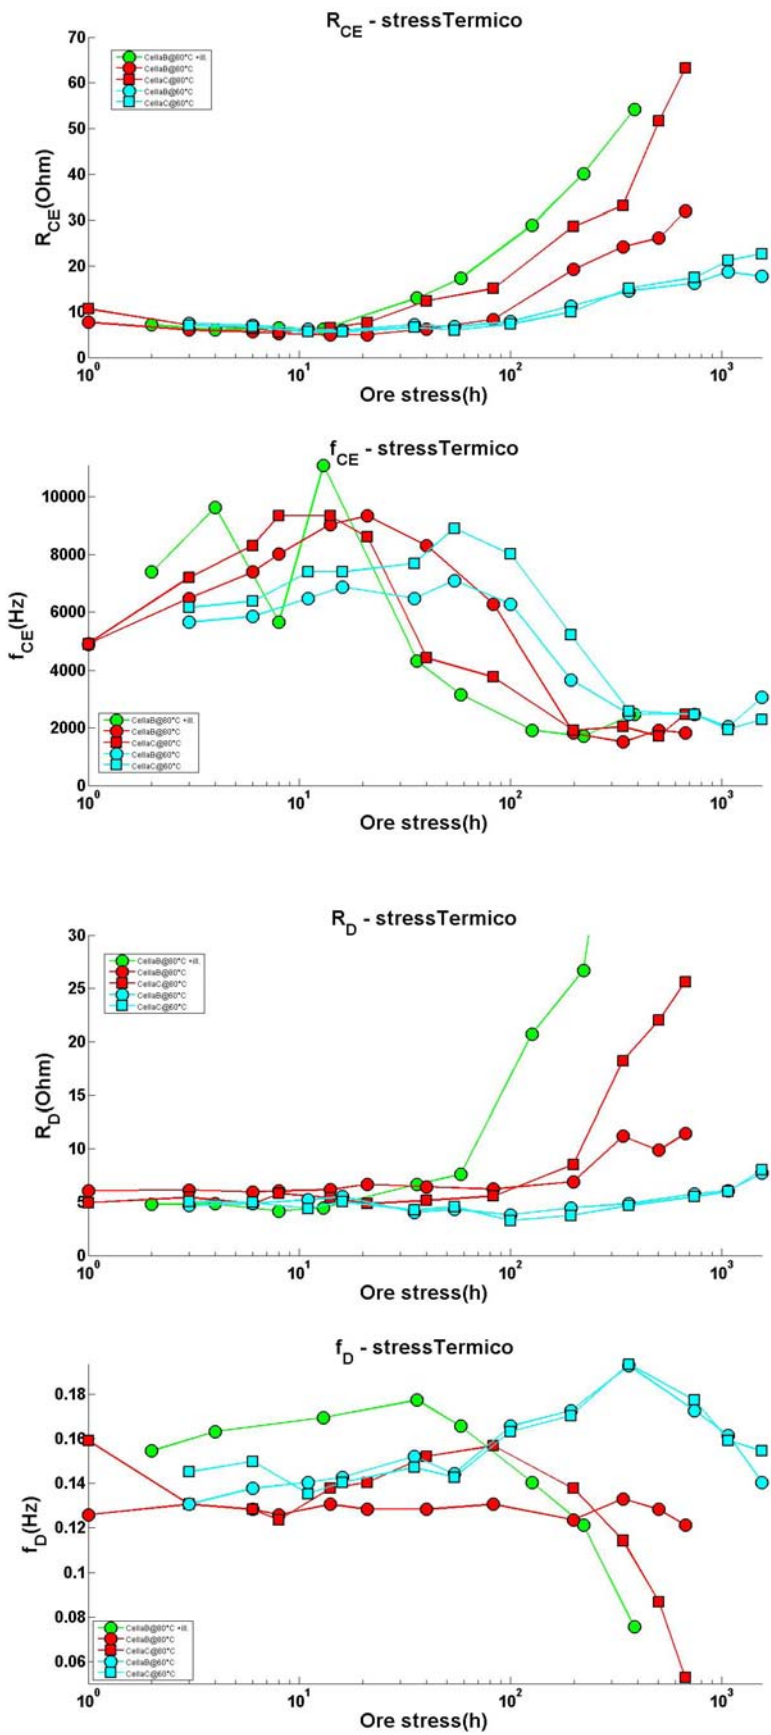 R_CE - stressTermico
70
60
50
40
30
20
10
0
R_CE(Ohm)
CellaB@80°C +ill.
CellaB@80°C
CellaC@80°C
CellaB@60°C
CellaC@60°C
10^0 10^1 10^2 10^3
Ore stress(h)
f_CE - stressTermico
10000
8000
6000
4000
2000
0
f_CE(Hz)
CellaB@80°C +ill.
CellaB@80°C
CellaC@80°C
CellaB@60°C
CellaC@60°C
10^0 10^1 10^2 10^3
Ore stress(h)
R_D - stressTermico
30
25
20
15
10
5
0
R_D(Ohm)
CellaB@80°C +ill.
CellaB@80°C
CellaC@80°C
CellaB@60°C
CellaC@60°C
10^0 10^1 10^2 10^3
Ore stress(h)
f_D - stressTermico
0.18
0.16
0.14
0.12
0.1
0.08
0.06
f_D(Hz)
CellaB@80°C +ill.
CellaB@80°C
CellaC@80°C
CellaB@60°C
CellaC@60°C
10^0 10^1 10^2 10^3
Ore stress(h)